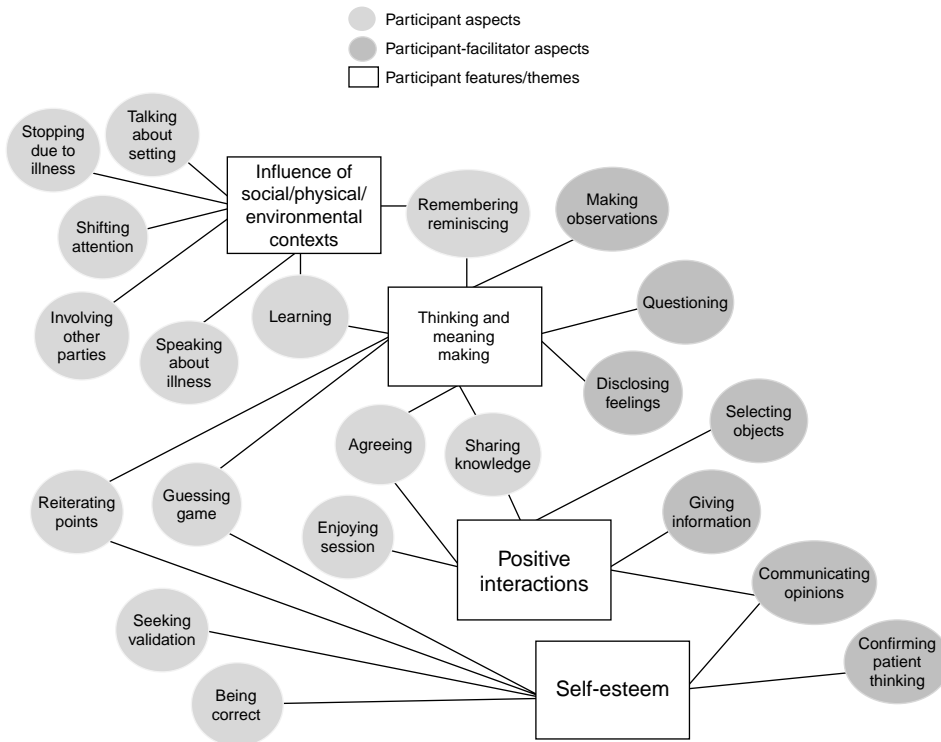 Participant aspects
Participant-facilitator aspects
Participant features/themes
Stopping
due to
illness
Talking
about
setting
Influence of
social/physical/
environmental
contexts
Remembering
reminiscing
Making
observations
Shifting
attention
Involving
other
parties
Speaking
about
illness
Learning
Thinking and
meaning
making
Questioning
Disclosing
feelings
Selecting
objects
Agreeing
Sharing
knowledge
Reiterating
points
Guessing
game
Enjoying
session
Positive
interactions
Giving
information
Communicating
opinions
Seeking
validation
Being
correct
Self-esteem
Confirming
patient
thinking